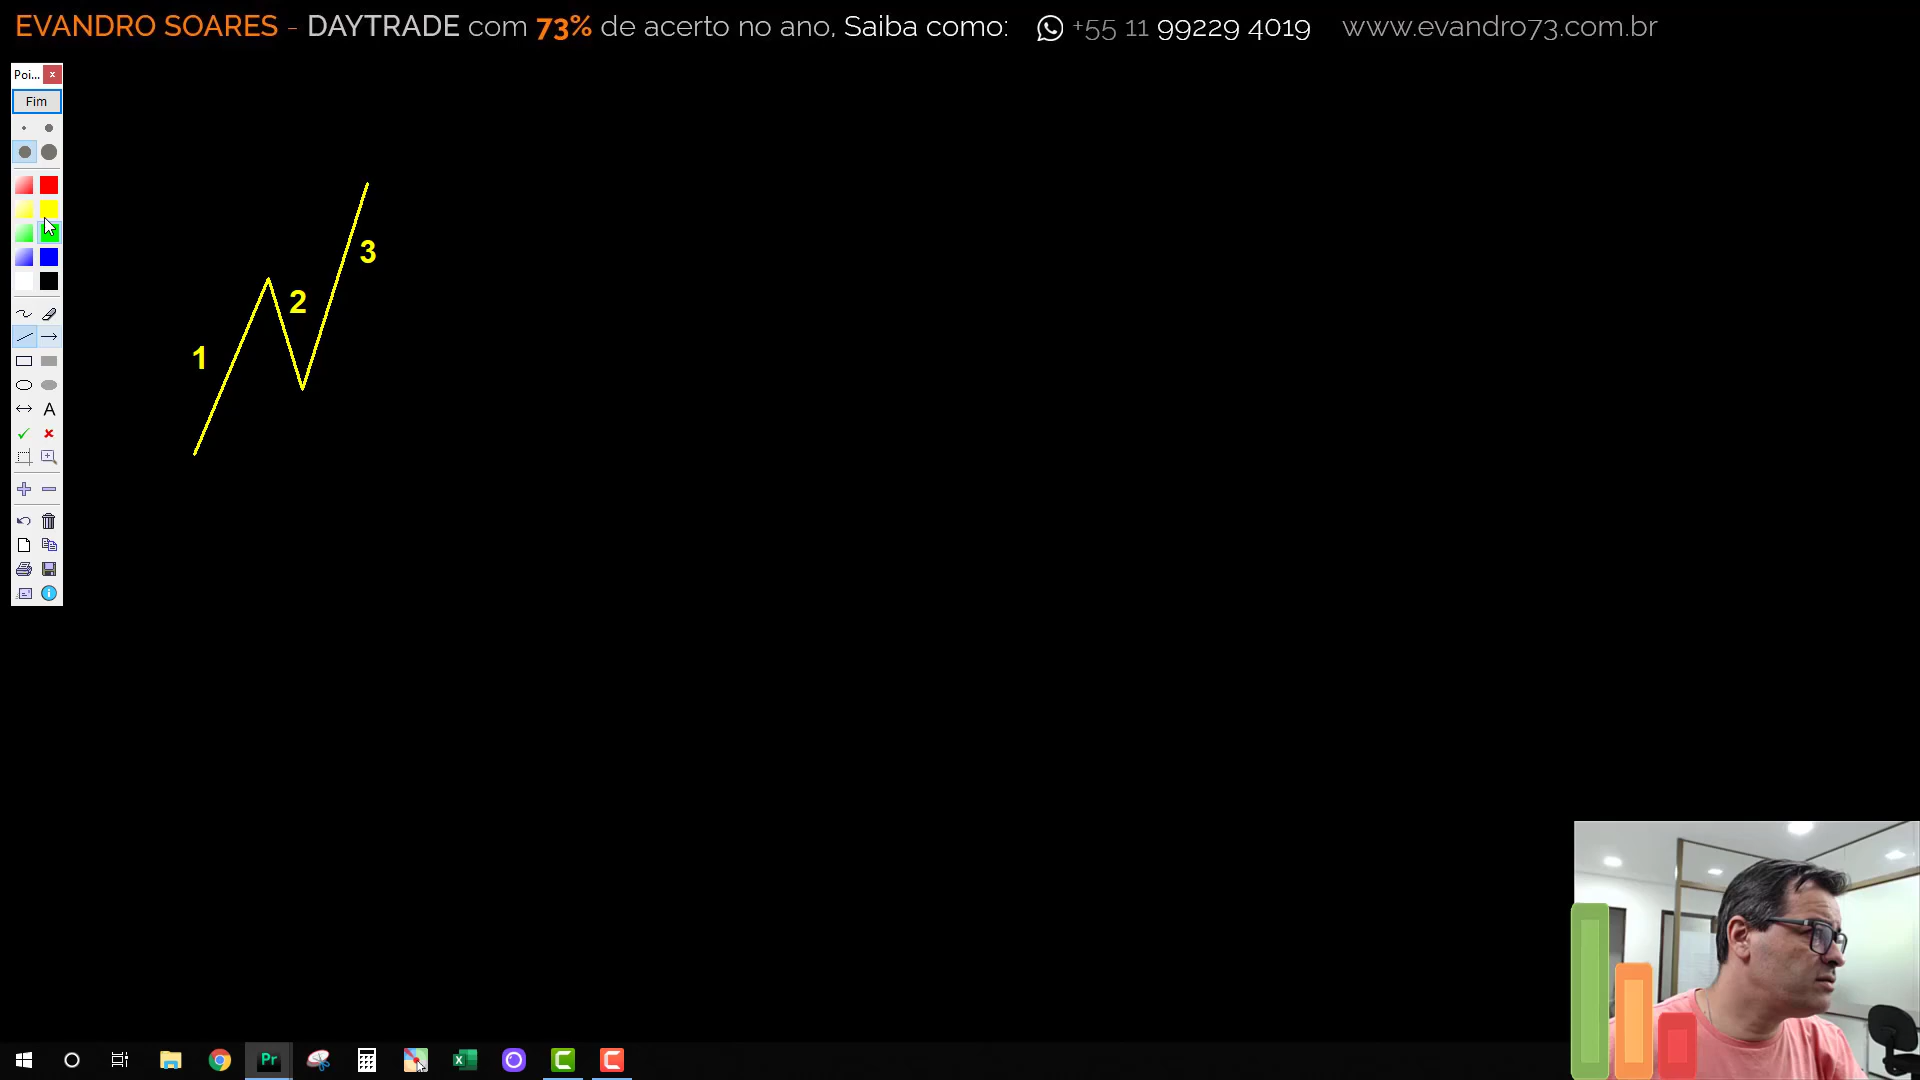 EVANDRO SOARES - DAYTRADE com 73% de acerto no ano, Saiba como: +55 11 99229 4019 www.evandro73.com.br
Poi... x
Fim
3
2
1
A
Pr